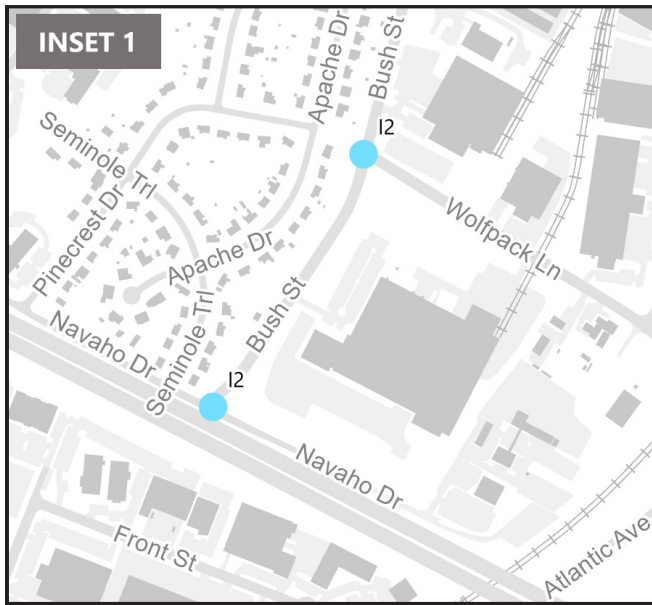 INSET 1
Apache Dr
Bush St
I2
Seminole Trl
Pinecrest Dr
Wolfpack Ln
Apache Dr
Bush St
Seminole Trl
Navaho Dr
I2
Navaho Dr
Front St
Atlantic Ave